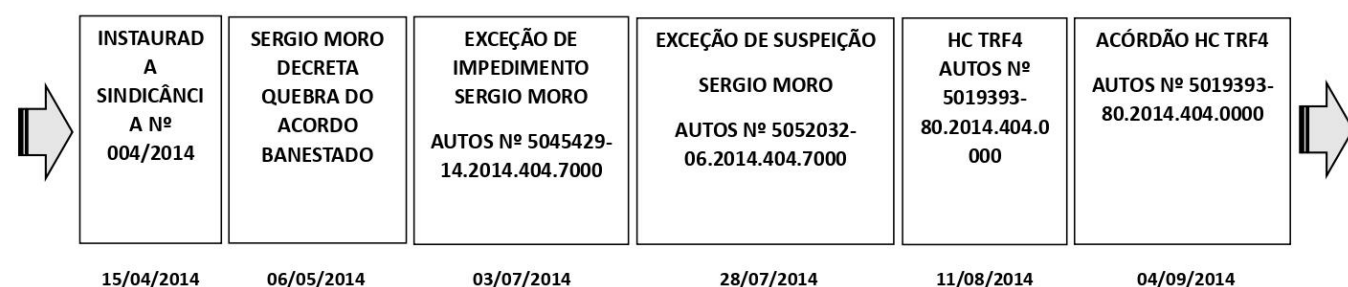 INSTAURAD
A
SINDICÂNCI
A Nº
004/2014
SERGIO MORO
DECRETA
QUEBRA DO
ACORDO
BANESTADO
EXCEÇÃO DE
IMPEDIMENTO
SERGIO MORO
AUTOS Nº 5045429-
14.2014.404.7000
EXCEÇÃO DE SUSPEIÇÃO
SERGIO MORO
AUTOS Nº 5052032-
06.2014.404.7000
HC TRF4
AUTOS Nº
5019393-
80.2014.404.0
000
ACÓRDÃO HC TRF4
AUTOS Nº 5019393-
80.2014.404.0000
15/04/2014
06/05/2014
03/07/2014
28/07/2014
11/08/2014
04/09/2014